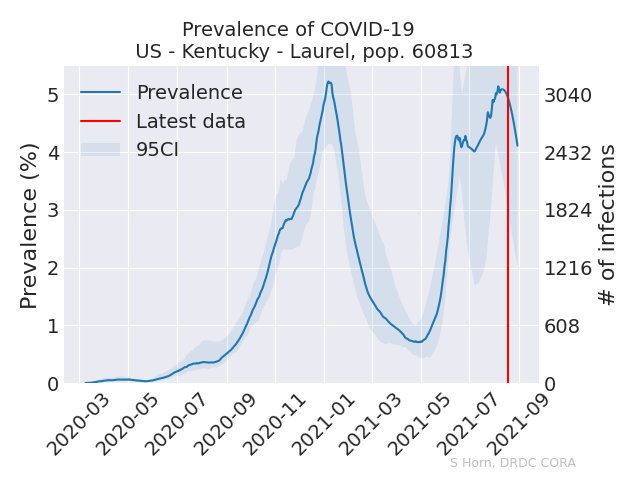 Prevalence of COVID-19
US - Kentucky - Laurel, pop. 60813
Prevalence
Latest data
95CI
Prevalence (%)
5
4
3
2
1
0
3040
2432
1824
1216
608
0
# of infections
2020-03
2020-05
2020-07
2020-09
2020-11
2021-01
2021-03
2021-05
2021-07
2021-09
S Horn, DRDC CORA